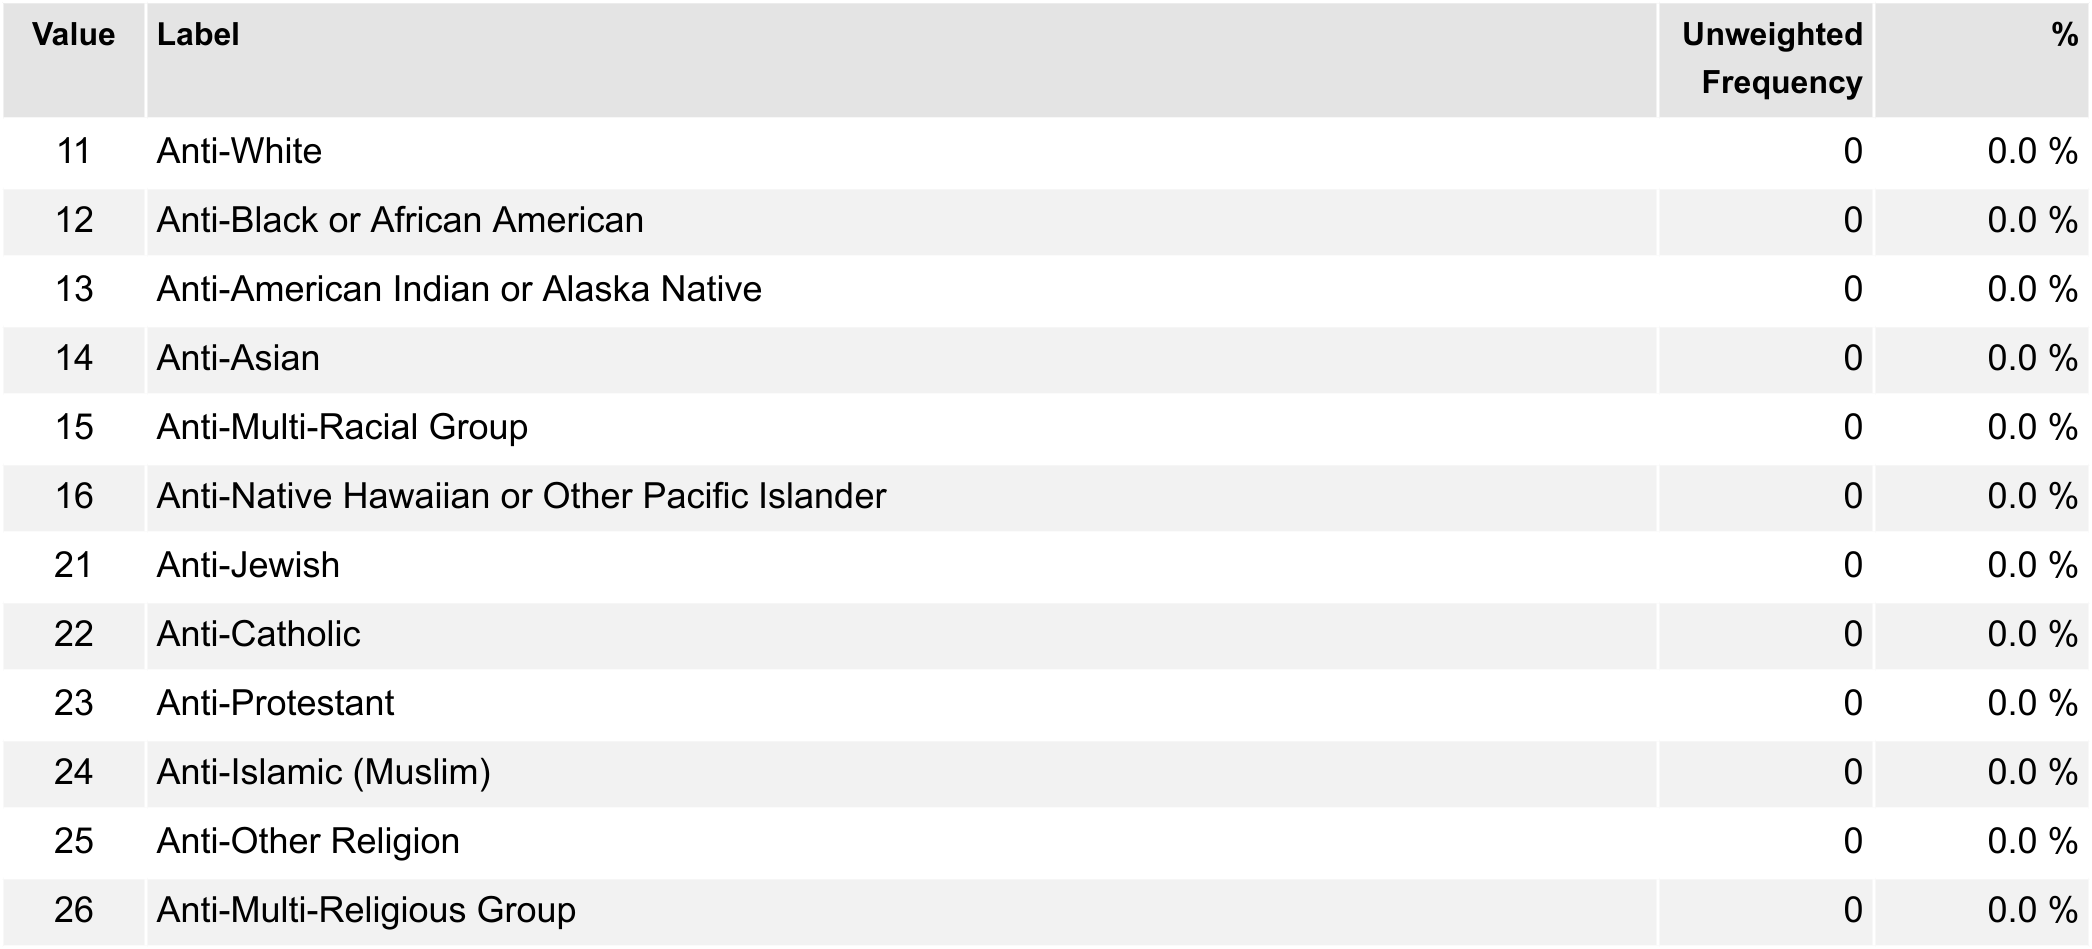 Value Label Unweighted Frequency %
11 Anti-White 0 0.0 %
12 Anti-Black or African American 0 0.0 %
13 Anti-American Indian or Alaska Native 0 0.0 %
14 Anti-Asian 0 0.0 %
15 Anti-Multi-Racial Group 0 0.0 %
16 Anti-Native Hawaiian or Other Pacific Islander 0 0.0 %
21 Anti-Jewish 0 0.0 %
22 Anti-Catholic 0 0.0 %
23 Anti-Protestant 0 0.0 %
24 Anti-Islamic (Muslim) 0 0.0 %
25 Anti-Other Religion 0 0.0 %
26 Anti-Multi-Religious Group 0 0.0 %